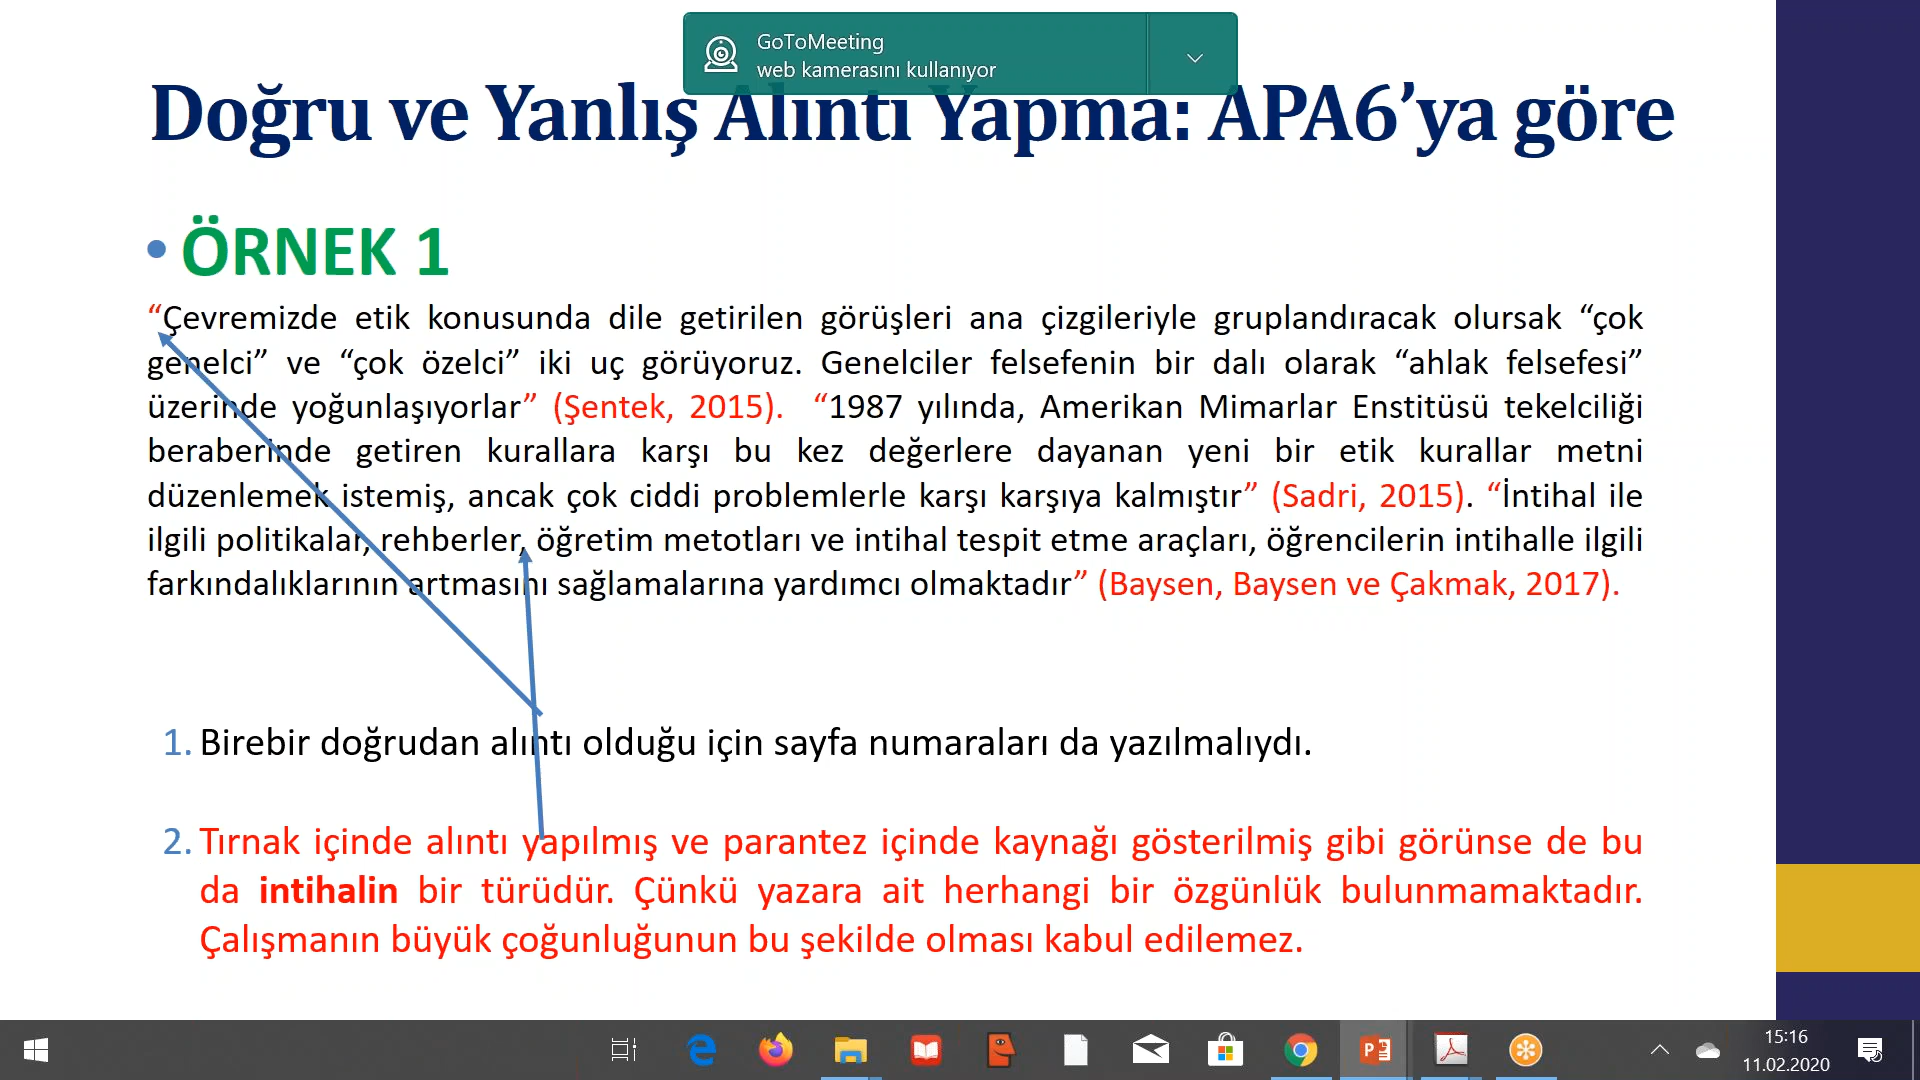 GoToMeeting
web kamerasını kullanıyor
Doğru ve Yanlış Alıntı Yapma: APA6’ya göre
• ÖRNEK 1
“Çevremizde etik konusunda dile getirilen görüşleri ana çizgileriyle gruplandıracak olursak “çok
genelci” ve “çok özelci” iki uç görüyoruz. Genelciler felsefenin bir dalı olarak “ahlak felsefesi”
üzerinde yoğunlaşıyorlar” (Şentek, 2015). “1987 yılında, Amerikan Mimarlar Enstitüsü tekelciliği
beraberinde getiren kurallara karşı bu kez değerlere dayanan yeni bir etik kurallar metni
düzenlemek istemiş, ancak çok ciddi problemlerle karşı karşıya kalmıştır” (Sadri, 2015). “İntihal ile
ilgili politikalar, rehberler, öğretim metotları ve intihal tespit etme araçları, öğrencilerin intihalle ilgili
farkındalıklarının artmasını sağlamalarına yardımcı olmaktadır” (Baysen, Baysen ve Çakmak, 2017).
1. Birebir doğrudan alıntı olduğu için sayfa numaraları da yazılmalıydı.
2. Tırnak içinde alıntı yapılmış ve parantez içinde kaynağı gösterilmiş gibi görünse de bu
da intihalin bir türüdür. Çünkü yazara ait herhangi bir özgünlük bulunmamaktadır.
Çalışmanın büyük çoğunluğunun bu şekilde olması kabul edilemez.
15:16
11.02.2020